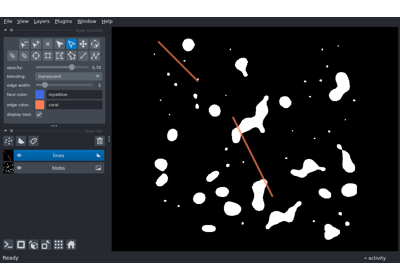 File View Layers Plugins Window Help
opacity: 0.70
blending: translucent
edge width: 5
face color: royalblue
edge color: coral
display text: ✓
lines
blobs
Ready
activity